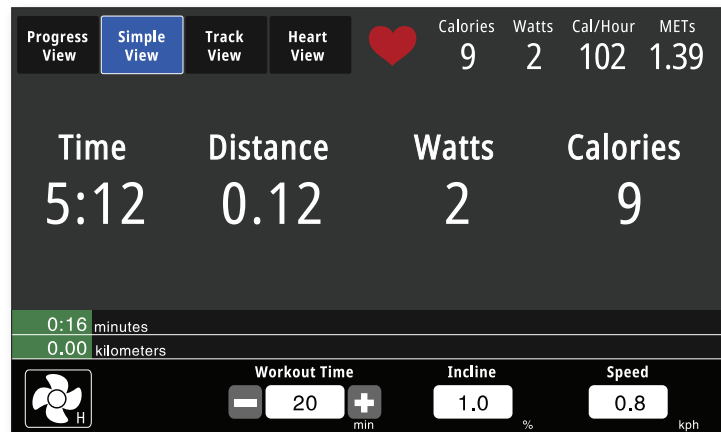 Progress View
Simple View
Track View
Heart View
Calories Watts Cal/Hour METs
9 2 102 1.39
Time Distance Watts Calories
5:12 0.12 2 9
0:16 minutes
0.00 kilometers
H
Workout Time Incline Speed
20 1.0 0.8
min % kph